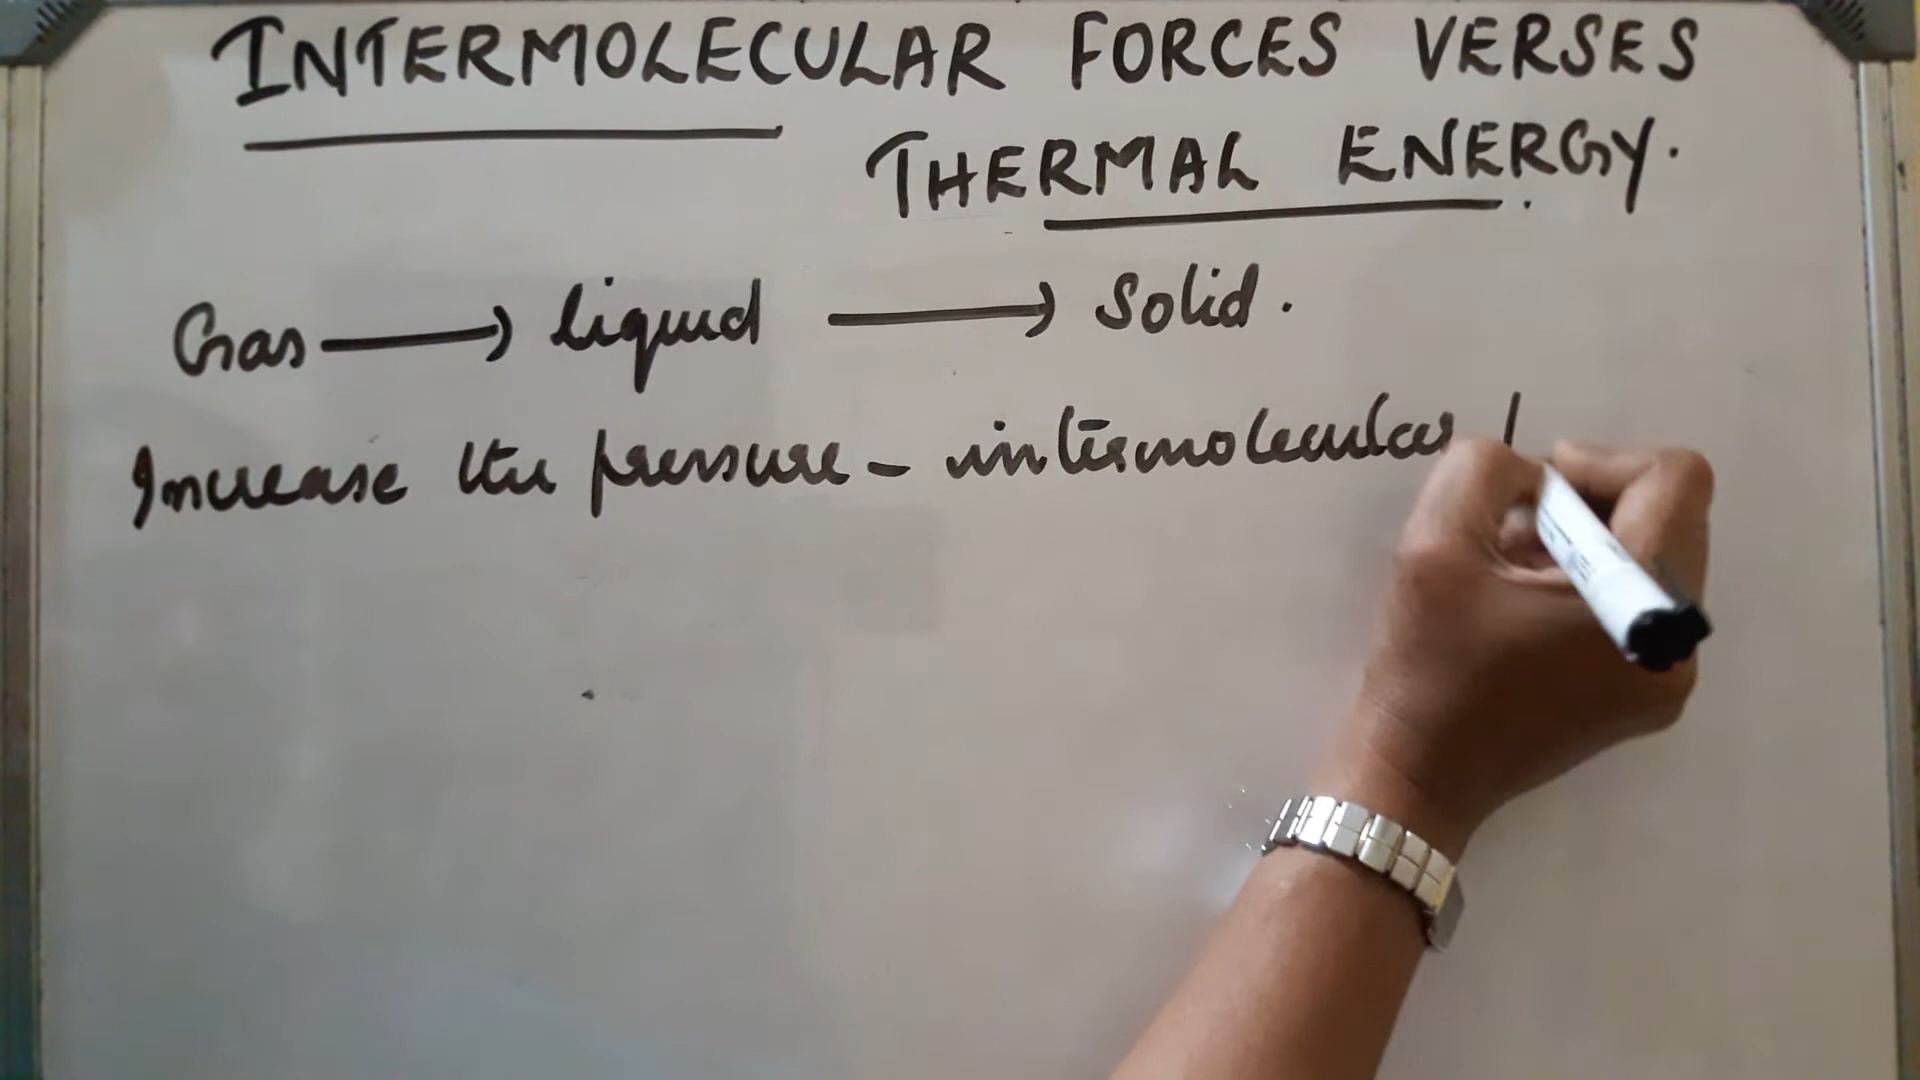 INTERMOLECULAR FORCES VERSES
THERMAL ENERGY.
Gas → liquid → Solid.
Increase the pressure - intermolecular